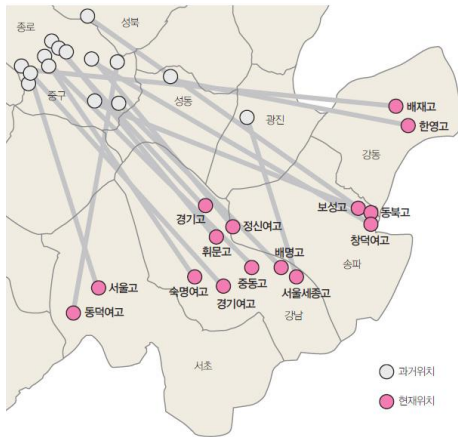 성북
종로
중구
성동
광진
배재고
한영고
강동
보성고
동북고
창덕여고
경기고
정신여고
휘문고
배명고
송파
중동고
숙명여고
경기여고
서울세종고
서울고
동덕여고
강남
서초
과거위치
현재위치